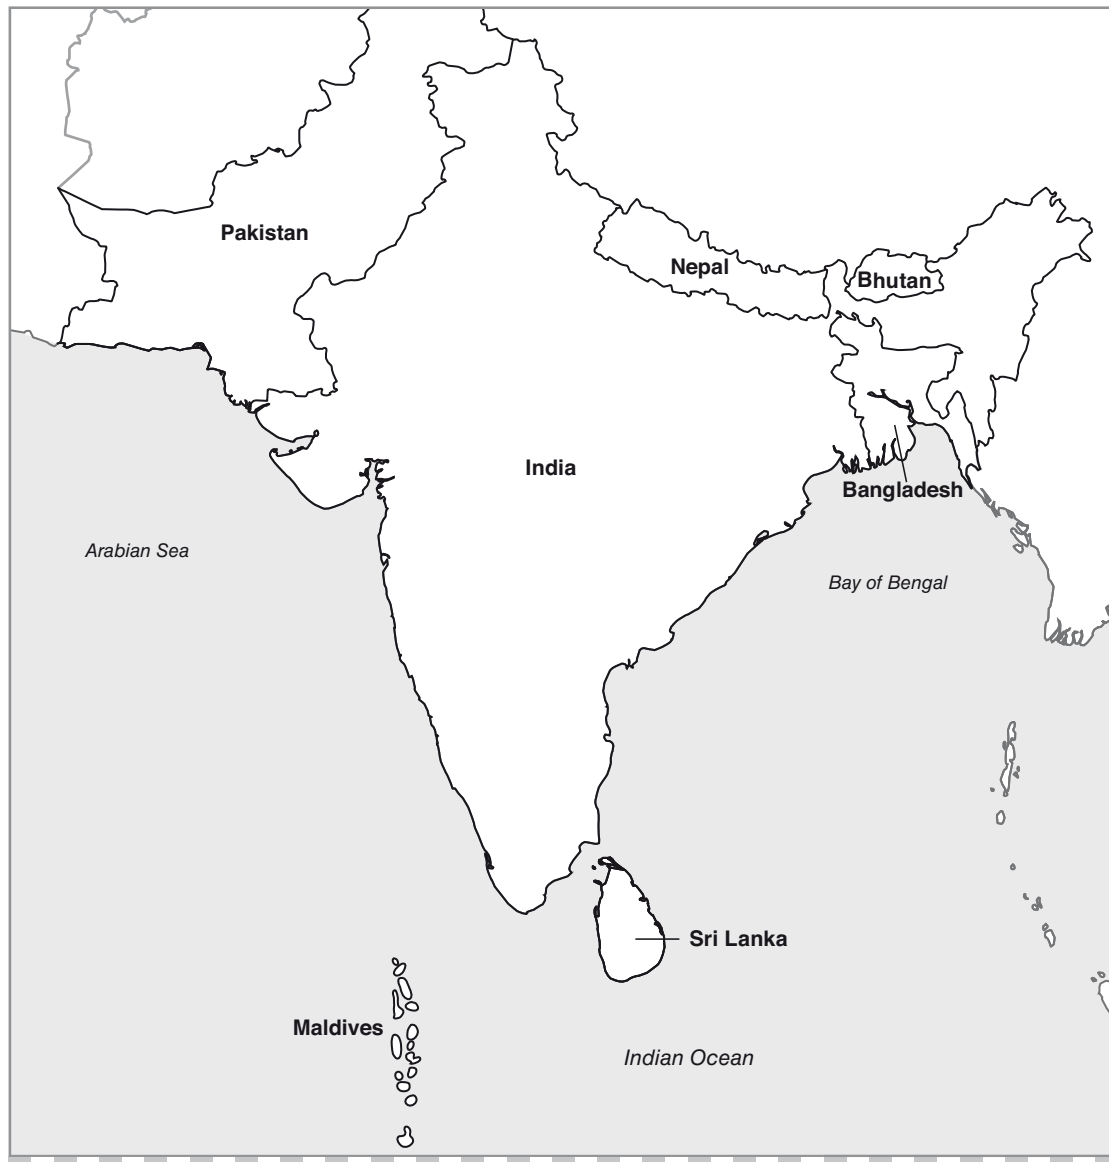 Pakistan
Nepal
Bhutan
India
Bangladesh
Arabian Sea
Bay of Bengal
Sri Lanka
Maldives
Indian Ocean